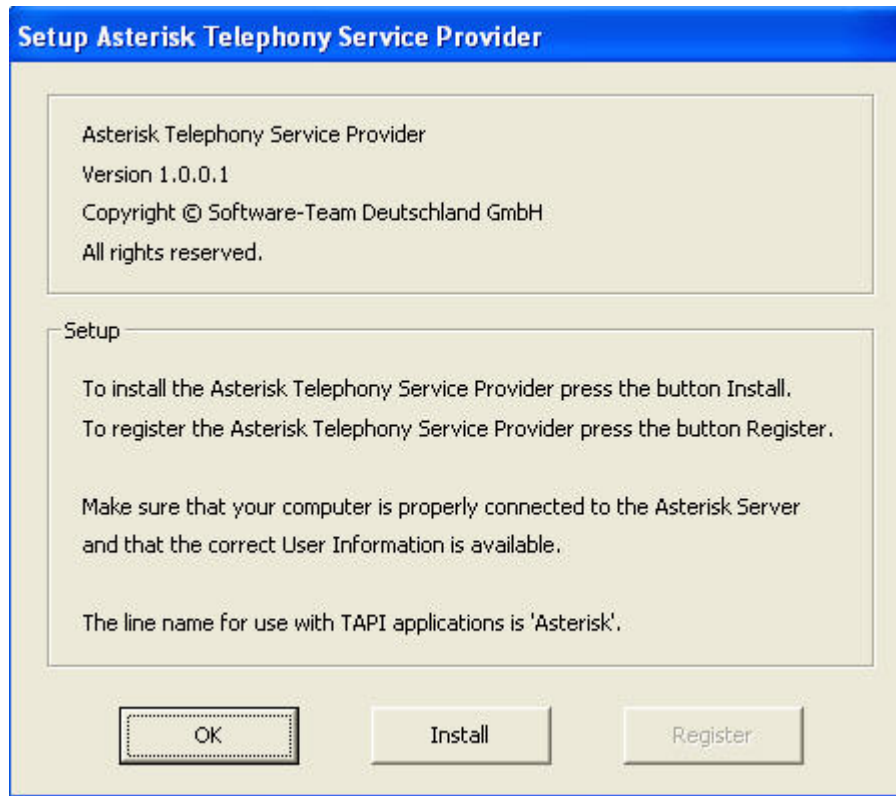 Setup Asterisk Telephony Service Provider
Asterisk Telephony Service Provider
Version 1.0.0.1
Copyright © Software-Team Deutschland GmbH
All rights reserved.
Setup
To install the Asterisk Telephony Service Provider press the button Install.
To register the Asterisk Telephony Service Provider press the button Register.
Make sure that your computer is properly connected to the Asterisk Server
and that the correct User Information is available.
The line name for use with TAPI applications is 'Asterisk'.
OK
Install
Register